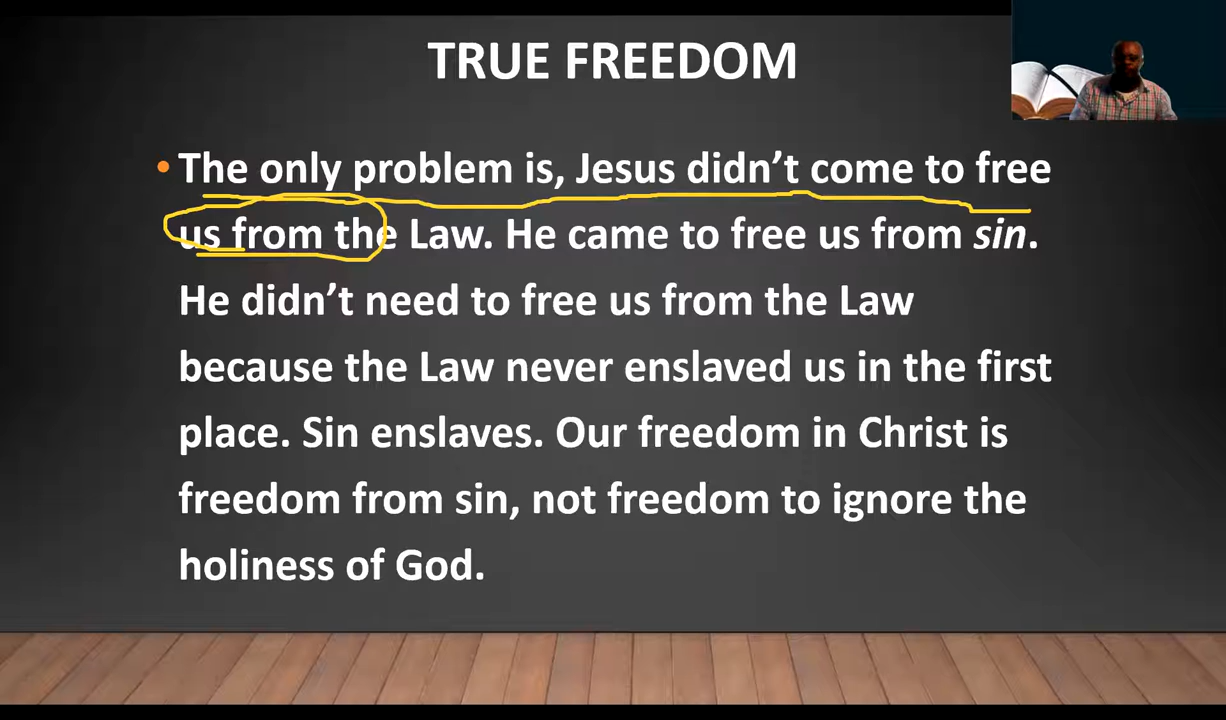 TRUE FREEDOM
• The only problem is, Jesus didn’t come to free
us from the Law. He came to free us from sin.
He didn’t need to free us from the Law
because the Law never enslaved us in the first
place. Sin enslaves. Our freedom in Christ is
freedom from sin, not freedom to ignore the
holiness of God.